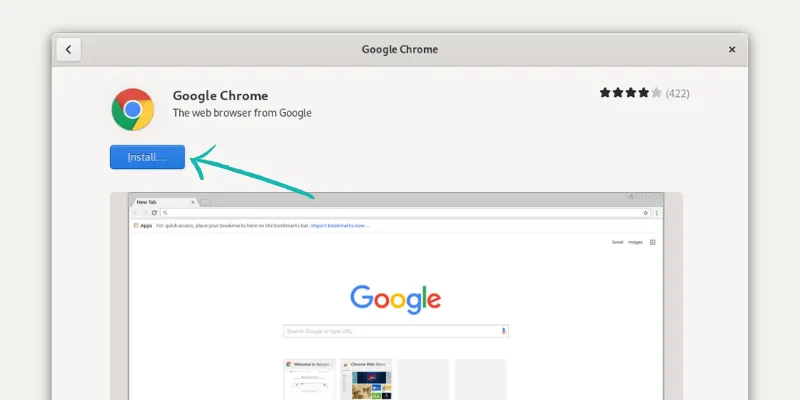 Google Chrome
Google Chrome
The web browser from Google
(422)
Install...
New Tab
Apps For quick access, place your bookmarks here on the bookmarks bar. Import bookmarks now...
Gmail Images
Google
Search Google or type URL
Welcome to Google
Chrome Web Store